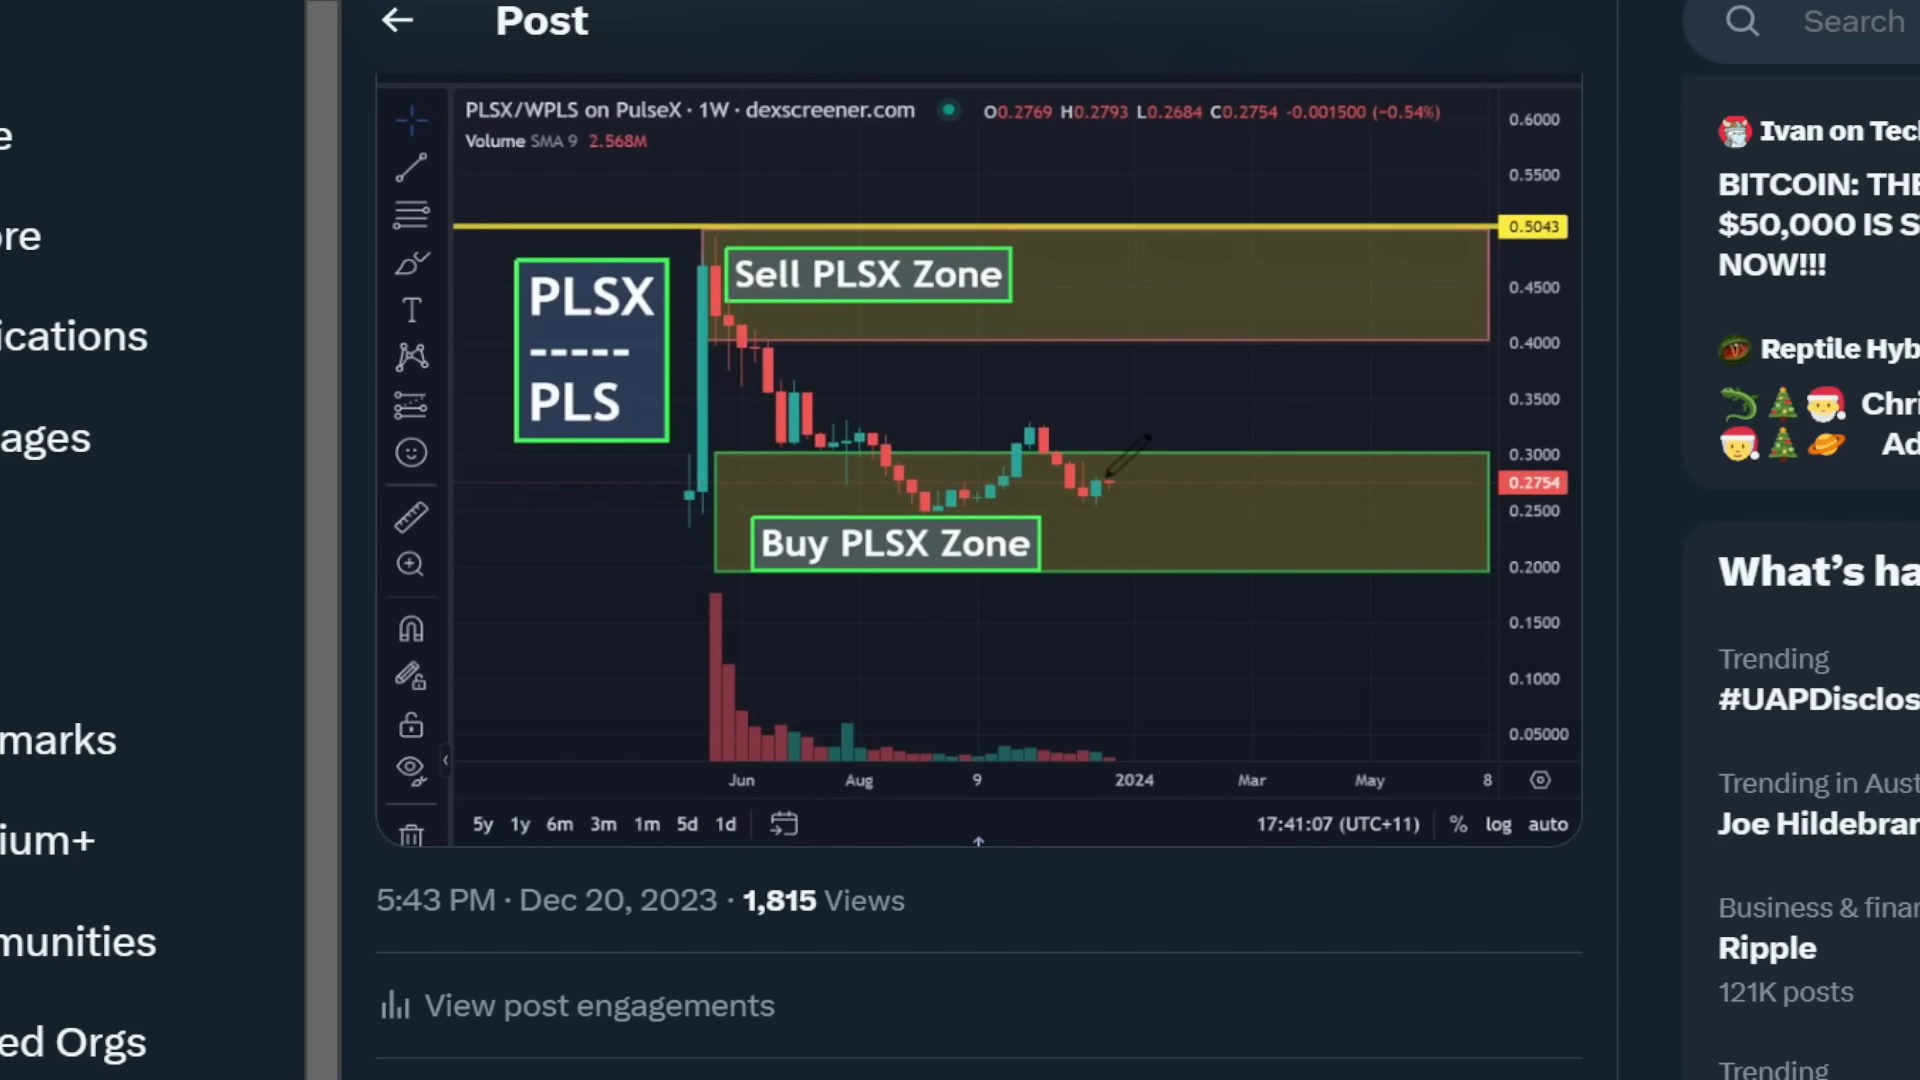 Post
Search
PLSX/WPLS on PulseX · 1W · dexscreener.com O0.2769 H0.2793 L0.2684 C0.2754 -0.001500 (−0.54%)
Volume SMA 9 2.568M
0.6000
0.5500
0.5043
0.4500
0.4000
0.3500
0.3000
0.2754
0.2500
0.2000
0.1500
0.1000
0.05000
PLSX
-----
PLS
Sell PLSX Zone
Buy PLSX Zone
Jun Aug 9 2024 Mar May 8
5y 1y 6m 3m 1m 5d 1d 17:41:07 (UTC+11) % log auto
5:43 PM · Dec 20, 2023 · 1,815 Views
View post engagements
e
ore
ications
ages
marks
ium+
munities
ed Orgs
Ivan on Tech
BITCOIN: THE
$50,000 IS S
NOW!!!
Reptile Hyb
Chri
Ad
What’s ha
Trending
#UAPDisclos
Trending in Aust
Joe Hildebran
Business & finan
Ripple
121K posts
Trending